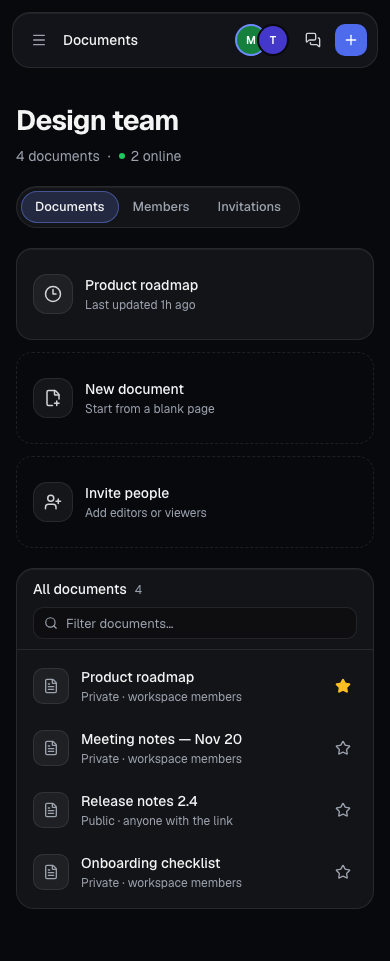 Documents
M
T
Design team
4 documents · 2 online
Documents Members Invitations
Product roadmap
Last updated 1h ago
New document
Start from a blank page
Invite people
Add editors or viewers
All documents 4
Filter documents...
Product roadmap
Private · workspace members
Meeting notes — Nov 20
Private · workspace members
Release notes 2.4
Public · anyone with the link
Onboarding checklist
Private · workspace members